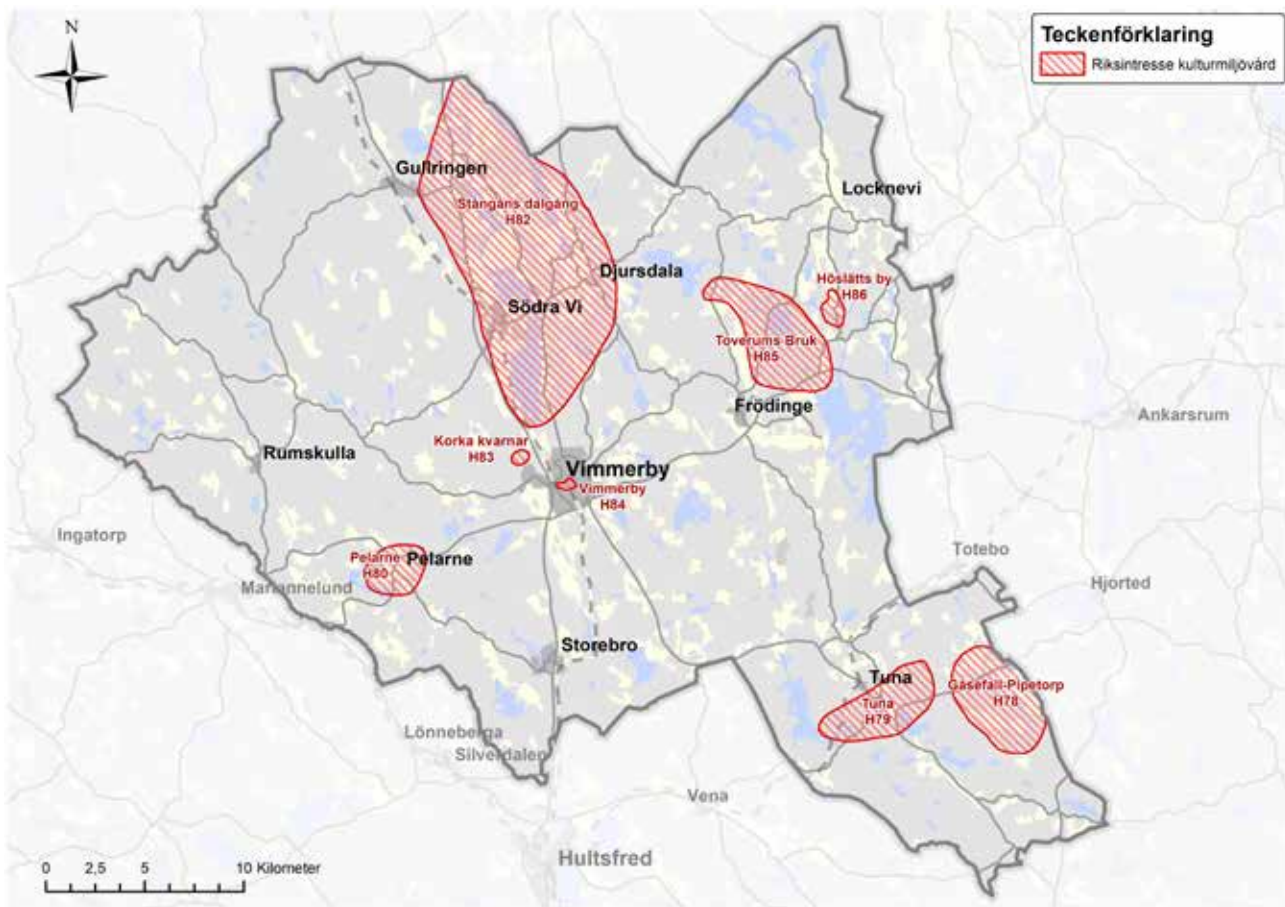 N
Teckenförklaring
Riksintresse kulturmiljövård
Gullringen
Stångåns dalgång
H82
Locknevi
Djursdala
Höslätts by
H86
Södra Vi
Toverums Bruk
H85
Frödinge
Ankarsrum
Korka kvarnar
H83
Rumskulla
Vimmerby
Vimmerby
H84
Ingatorp
Pelarne
H80
Pelarne
Mariannelund
Totebo
Hjorted
Storebro
Tuna
Tuna
H79
Gåsefall-Pipetorp
H78
Lönneberga
Silverdalen
Vena
Hultsfred
0 2,5 5 10 Kilometer